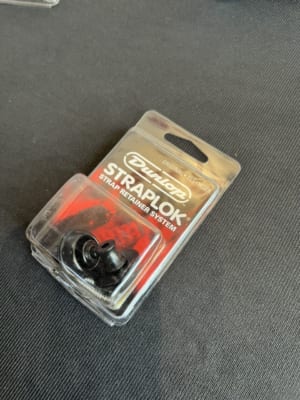 Dunlop
STRAPLOK®
STRAP RETAINER SYSTEM